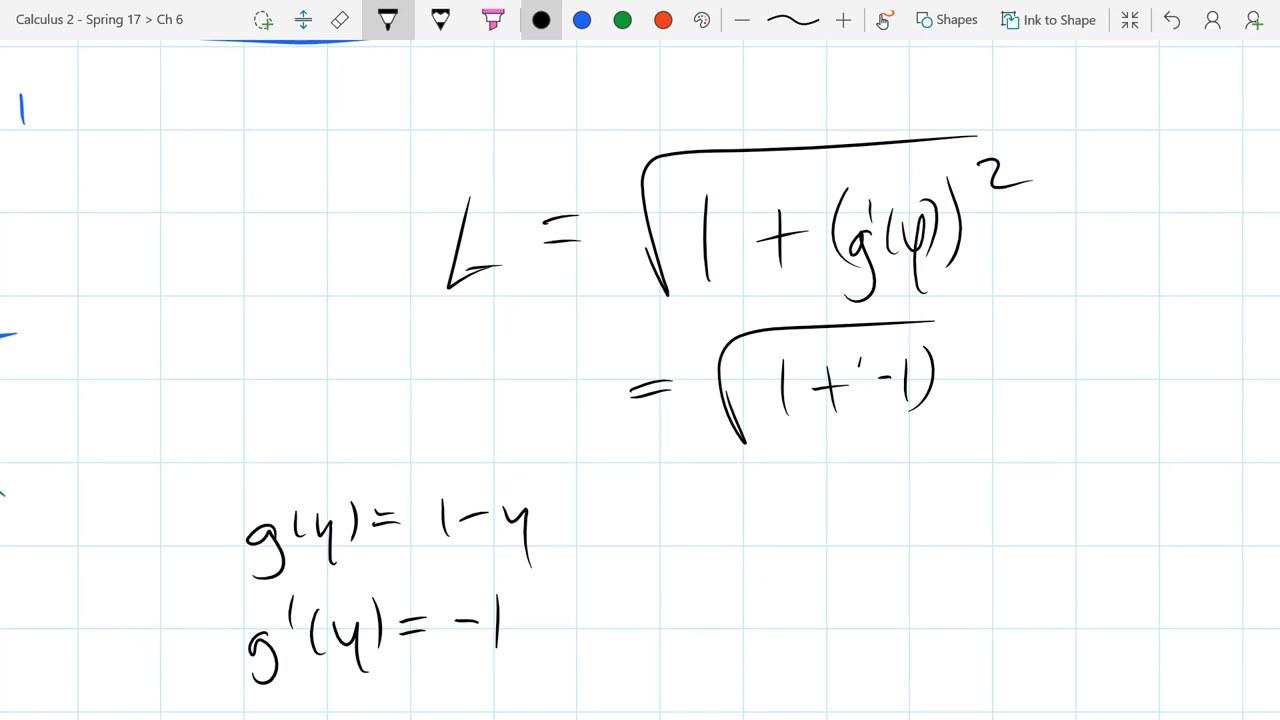 Calculus 2 - Spring 17 > Ch 6
Shapes
Ink to Shape
L = √(1 + (g'(y))²
= √(1 + ' -1)
g(y) = 1 - y
g'(y) = -1